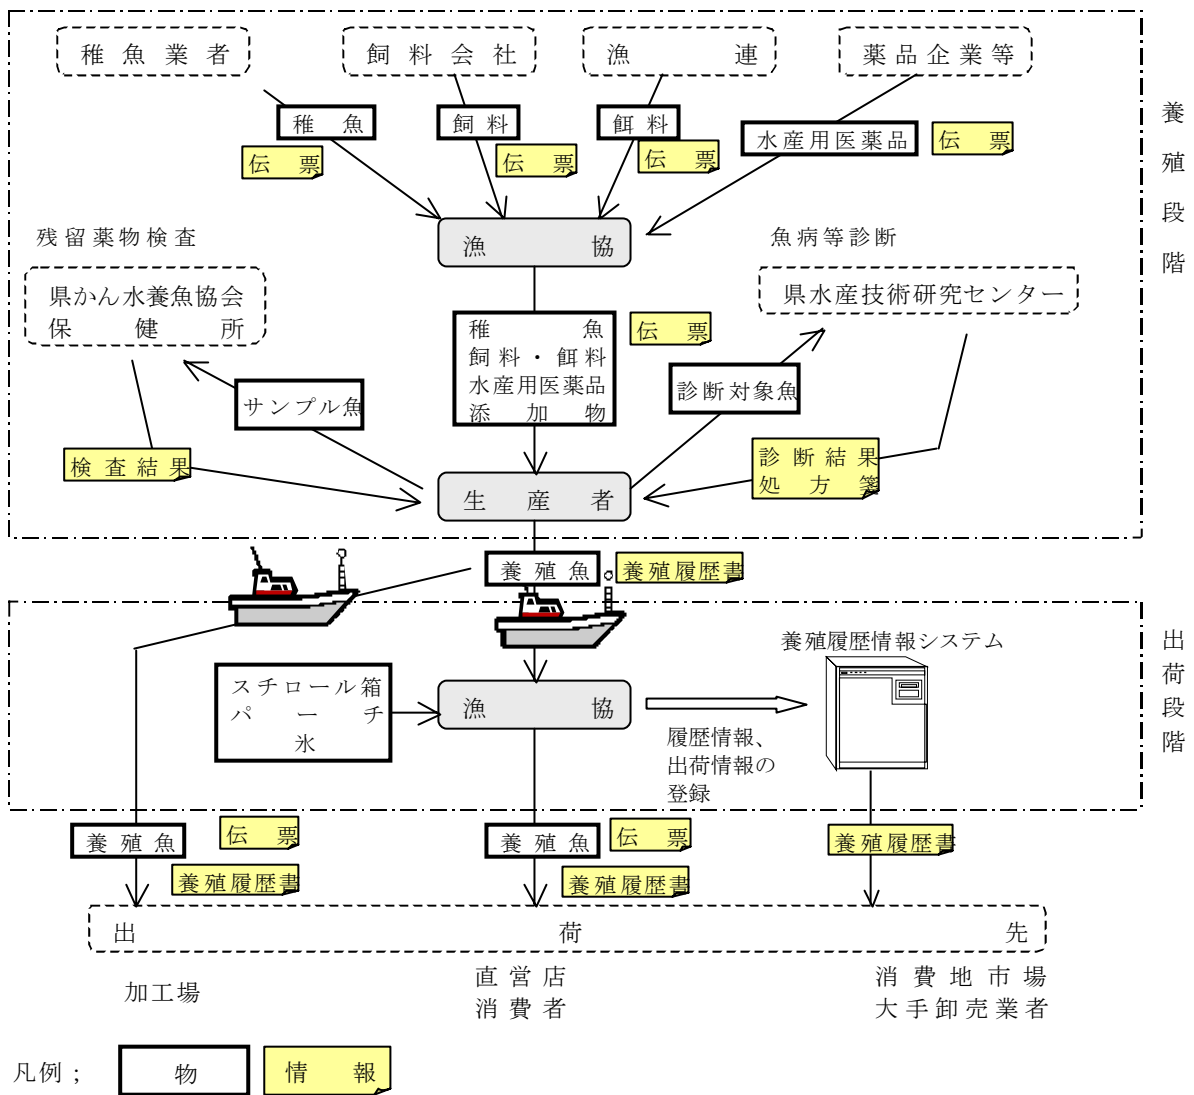 稚魚業者
飼料会社
漁連
薬品企業等
稚魚
飼料
餌料
水産用医薬品
伝票
伝票
伝票
伝票
養殖段階
漁協
残留薬物検査
魚病等診断
県かん水養魚協会
保健所
県水産技術研究センター
稚魚
飼料・餌料
水産用医薬品
添加物
伝票
サンプル魚
診断対象魚
検査結果
診断結果
処方箋
生産者
養殖魚
養殖履歴書
出荷段階
養殖履歴情報システム
スチロール箱
パーチ
氷
漁協
履歴情報、
出荷情報の
登録
養殖魚
伝票
養殖履歴書
養殖魚
伝票
養殖履歴書
養殖履歴書
出荷先
加工場
直営店
消費者
消費地市場
大手卸売業者
凡例；
物
情報